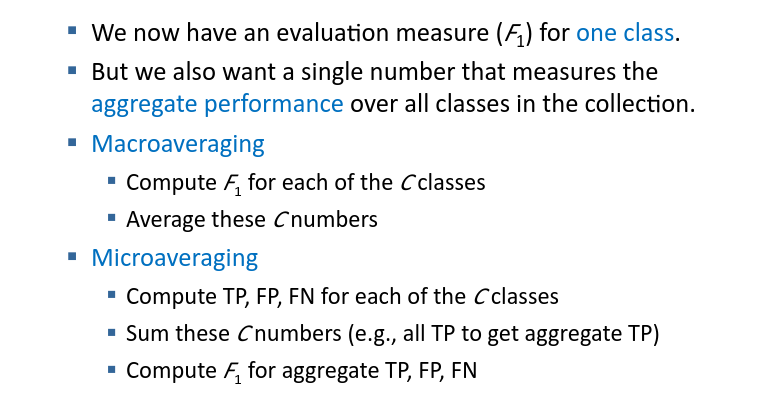 ▪ We now have an evaluation measure (F₁) for one class.
▪ But we also want a single number that measures the
aggregate performance over all classes in the collection.
▪ Macroaveraging
▪ Compute F₁ for each of the C classes
▪ Average these C numbers
▪ Microaveraging
▪ Compute TP, FP, FN for each of the C classes
▪ Sum these C numbers (e.g., all TP to get aggregate TP)
▪ Compute F₁ for aggregate TP, FP, FN